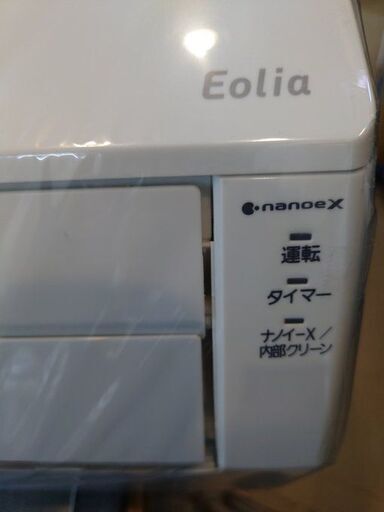 Eolia
nanoeX
運転
タイマー
ナノイーX／
内部クリーン